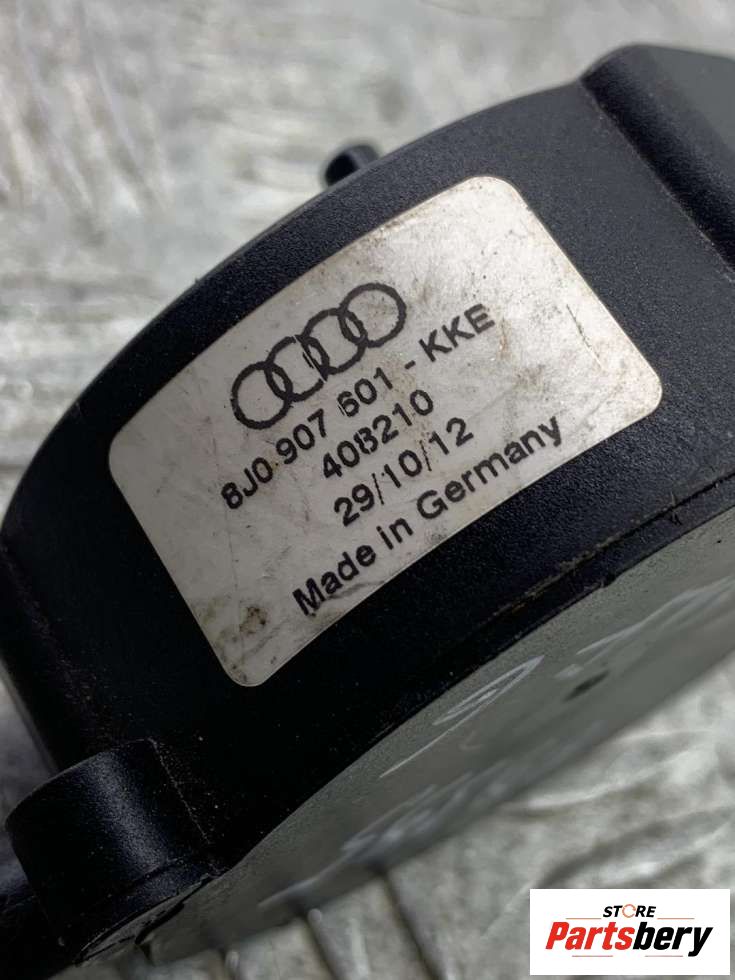 8J0 907 601 - KKE
408210
29/10/12
Made in Germany
STORE
Partsbery